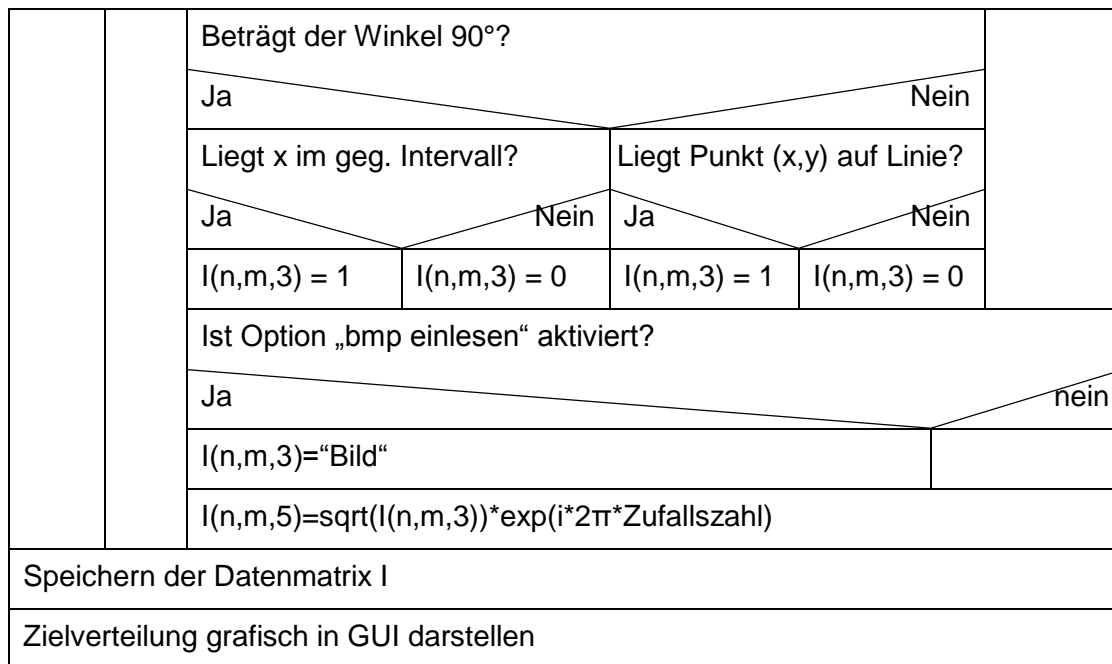 Beträgt der Winkel 90°?
Ja Nein
Liegt x im geg. Intervall? Liegt Punkt (x,y) auf Linie?
Ja Nein Ja Nein
I(n,m,3) = 1 I(n,m,3) = 0 I(n,m,3) = 1 I(n,m,3) = 0
Ist Option „bmp einlesen“ aktiviert?
Ja nein
I(n,m,3)=“Bild“
I(n,m,5)=sqrt(I(n,m,3))*exp(i*2π*Zufallszahl)
Speichern der Datenmatrix I
Zielverteilung grafisch in GUI darstellen